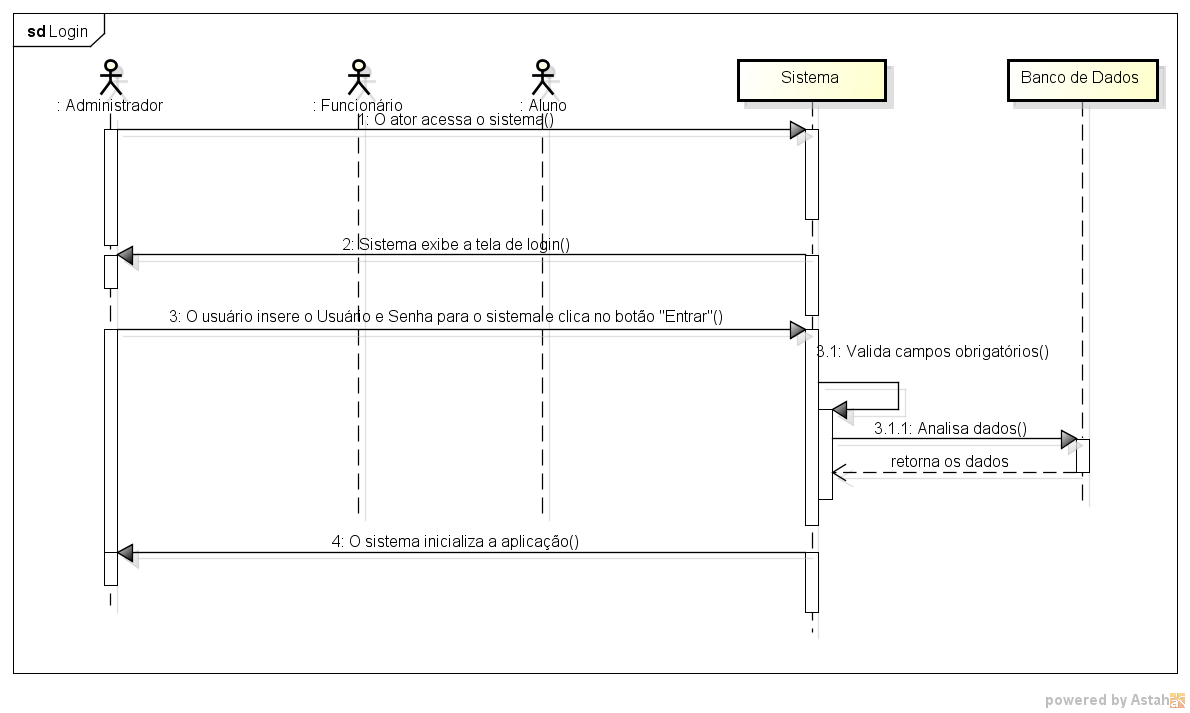 sd Login
: Administrador
: Funcionário
: Aluno
Sistema
Banco de Dados
1: O ator acessa o sistema()
2: Sistema exibe a tela de login()
3: O usuário insere o Usuário e Senha para o sistema e clica no botão "Entrar"()
3.1: Valida campos obrigatórios()
3.1.1: Analisa dados()
retorna os dados
4: O sistema inicializa a aplicação()
powered by Astah